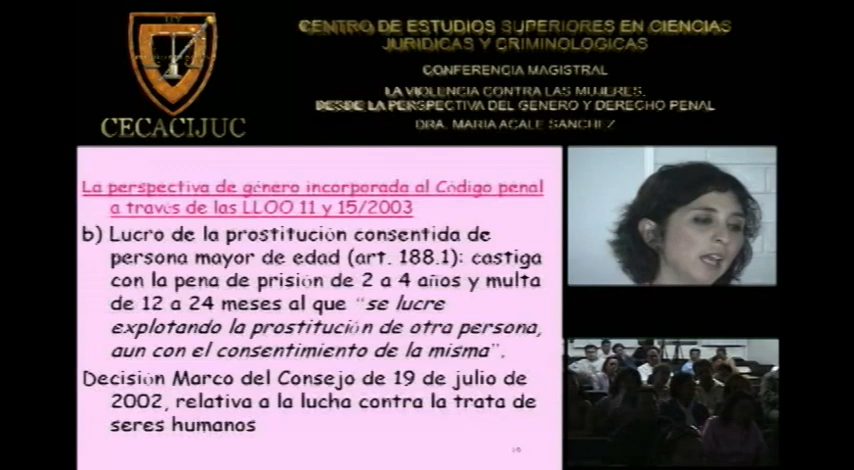 CENTRO DE ESTUDIOS SUPERIORES EN CIENCIAS
JURIDICAS Y CRIMINOLOGICAS
CONFERENCIA MAGISTRAL
LA VIOLENCIA CONTRA LAS MUJERES.
DESDE LA PERSPECTIVA DEL GENERO Y DERECHO PENAL
DRA. MARIA ACALE SANCHEZ
CECACIJUC
La perspectiva de género incorporada al Código penal
a través de las LLOO 11 y 15/2003
b) Lucro de la prostitución consentida de
persona mayor de edad (art. 188.1): castiga
con la pena de prisión de 2 a 4 años y multa
de 12 a 24 meses al que "se lucre
explotando la prostitución de otra persona,
aun con el consentimiento de la misma".
Decisión Marco del Consejo de 19 de julio de
2002, relativa a la lucha contra la trata de
seres humanos